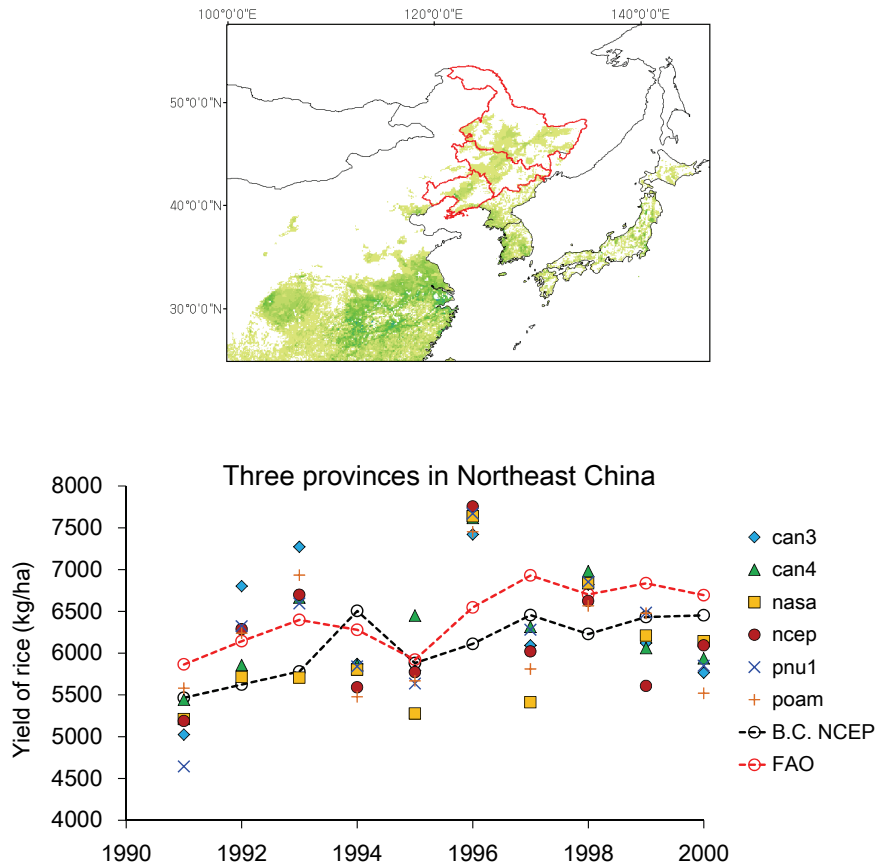 100°0'0"E 120°0'0"E 140°0'0"E
50°0'0"N
40°0'0"N
30°0'0"N
Three provinces in Northeast China
Yield of rice (kg/ha)
8000
7500
7000
6500
6000
5500
5000
4500
4000
1990 1992 1994 1996 1998 2000
can3
can4
nasa
ncep
pnu1
poam
B.C. NCEP
FAO